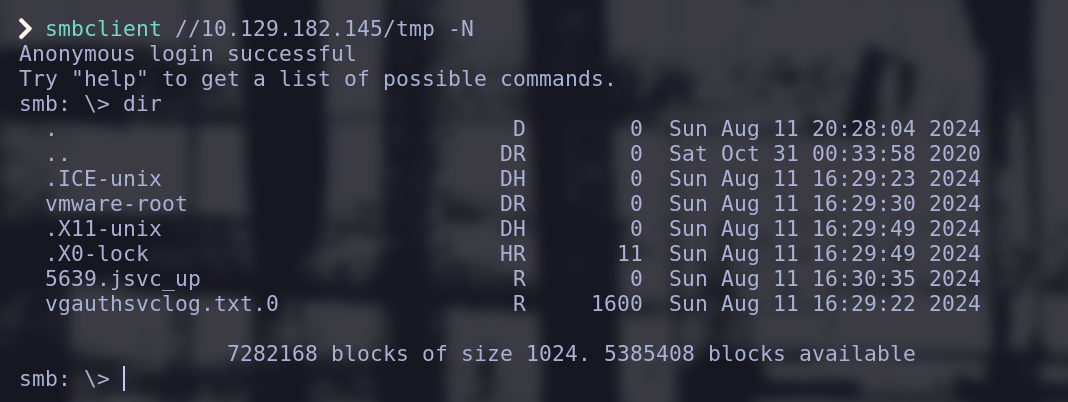 ❯ smbclient //10.129.182.145/tmp -N
Anonymous login successful
Try "help" to get a list of possible commands.
smb: \> dir
  .                                   D        0  Sun Aug 11 20:28:04 2024
  ..                                 DR        0  Sat Oct 31 00:33:58 2020
  .ICE-unix                          DH        0  Sun Aug 11 16:29:23 2024
  vmware-root                        DR        0  Sun Aug 11 16:29:30 2024
  .X11-unix                          DH        0  Sun Aug 11 16:29:49 2024
  .X0-lock                           HR       11  Sun Aug 11 16:29:49 2024
  5639.jsvc_up                        R        0  Sun Aug 11 16:30:35 2024
  vgauthsvclog.txt.0                  R     1600  Sun Aug 11 16:29:22 2024
                7282168 blocks of size 1024. 5385408 blocks available
smb: \>